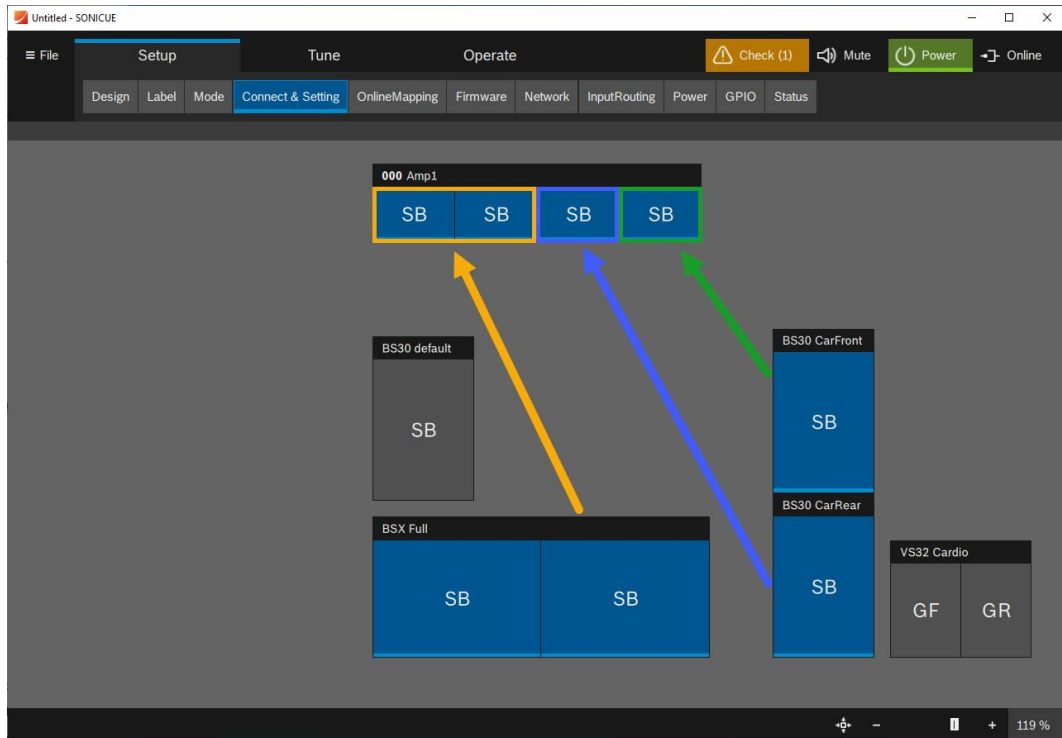 Untitled - SONICUE
≡ File Setup Tune Operate Check (1) Mute Power Online
Design Label Mode Connect & Setting OnlineMapping Firmware Network InputRouting Power GPIO Status
000 Amp1
SB SB SB SB
BS30 default
SB
BS30 CarFront
SB
BSX Full
SB SB
BS30 CarRear
SB
VS32 Cardio
GF GR
− + 119 %